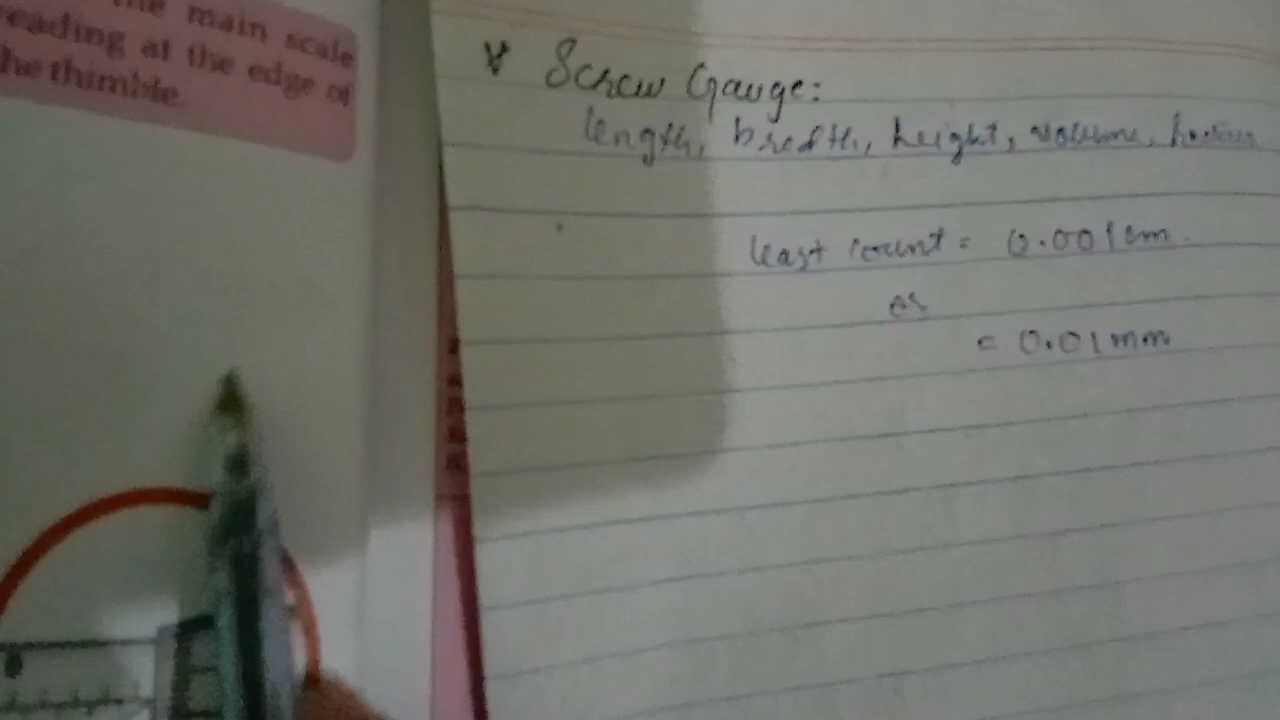 the main scale
reading at the edge of
the thimble.
Screw Gauge:
length, bredth, height, volume,
least count = 0.001cm.
or
= 0.01mm